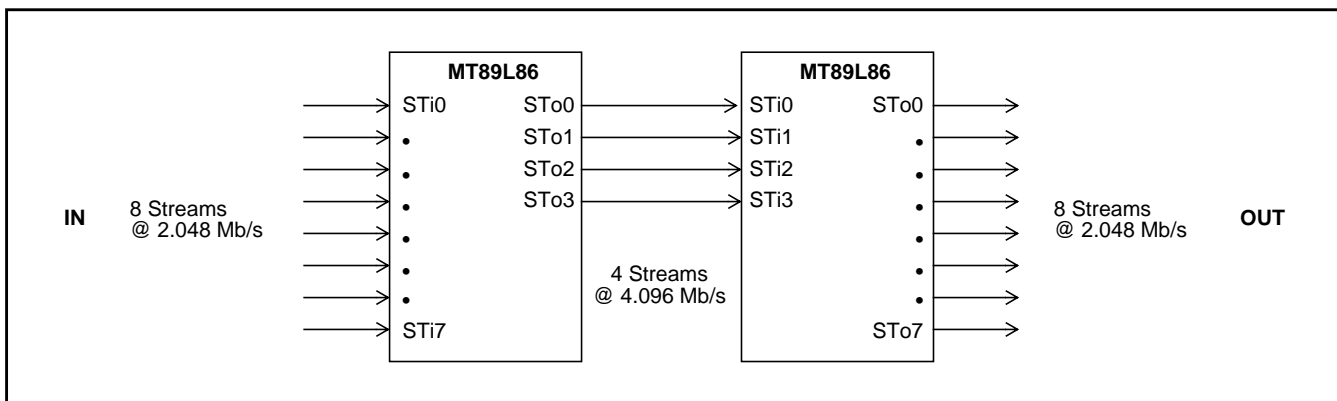 MT89L86
MT89L86
STi0
STo0
STi0
STo0
STo1
STi1
STo2
STi2
STo3
STi3
IN
8 Streams
@ 2.048 Mb/s
8 Streams
@ 2.048 Mb/s
OUT
4 Streams
@ 4.096 Mb/s
STi7
STo7